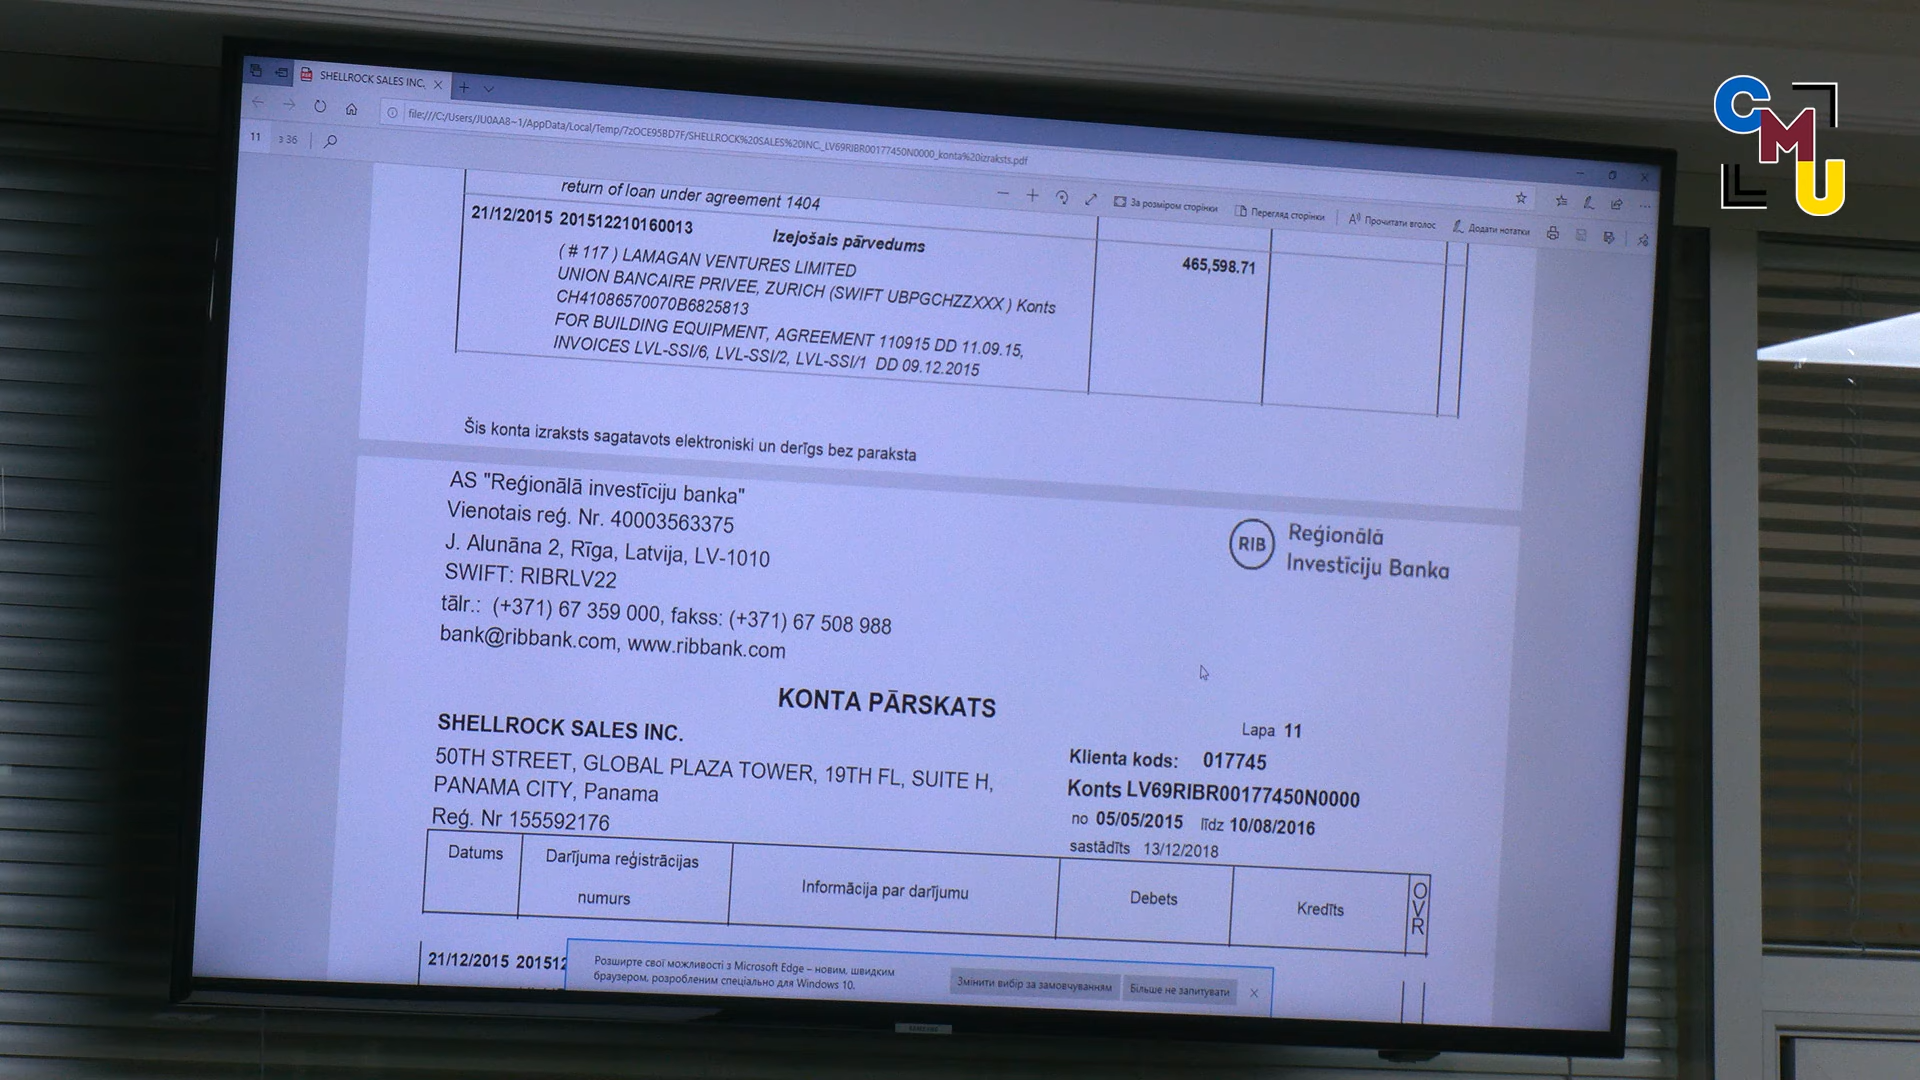 SHELLROCK SALES INC.
file:///C:/Users/JU0AA8~1/AppData/Local/Temp/7zOCE95BD7F/SHELLROCK%20SALES%20INC._LV69RIBR00177450N0000_konta%20izraksts.pdf
11 з 36
За розміром сторінки Перегляд сторінки Прочитати вголос Додати нотатки
CMU
return of loan under agreement 1404
21/12/2015 201512210160013 Izejošais pārvedums 465,598.71
( # 117 ) LAMAGAN VENTURES LIMITED
UNION BANCAIRE PRIVEE, ZURICH (SWIFT UBPGCHZZXXX ) Konts
CH41086570070B6825813
FOR BUILDING EQUIPMENT, AGREEMENT 110915 DD 11.09.15,
INVOICES LVL-SSI/6, LVL-SSI/2, LVL-SSI/1 DD 09.12.2015
Šis konta izraksts sagatavots elektroniski un derīgs bez paraksta
AS "Reģionālā investīciju banka"
Vienotais reģ. Nr. 40003563375
J. Alunāna 2, Rīga, Latvija, LV-1010
SWIFT: RIBRLV22
tālr.: (+371) 67 359 000, fakss: (+371) 67 508 988
bank@ribbank.com, www.ribbank.com
RIB Reģionālā
Investīciju Banka
KONTA PĀRSKATS
Lapa 11
SHELLROCK SALES INC.
50TH STREET, GLOBAL PLAZA TOWER, 19TH FL, SUITE H,
PANAMA CITY, Panama
Reģ. Nr 155592176
Klienta kods: 017745
Konts LV69RIBR00177450N0000
no 05/05/2015 līdz 10/08/2016
sastādīts 13/12/2018
Datums Darījuma reģistrācijas numurs Informācija par darījumu Debets Kredīts OVR
21/12/2015 201512
Розширте свої можливості з Microsoft Edge – новим, швидким
браузером, розробленим спеціально для Windows 10.
Змінити вибір за замовчуванням Більше не запитувати
SAMSUNG